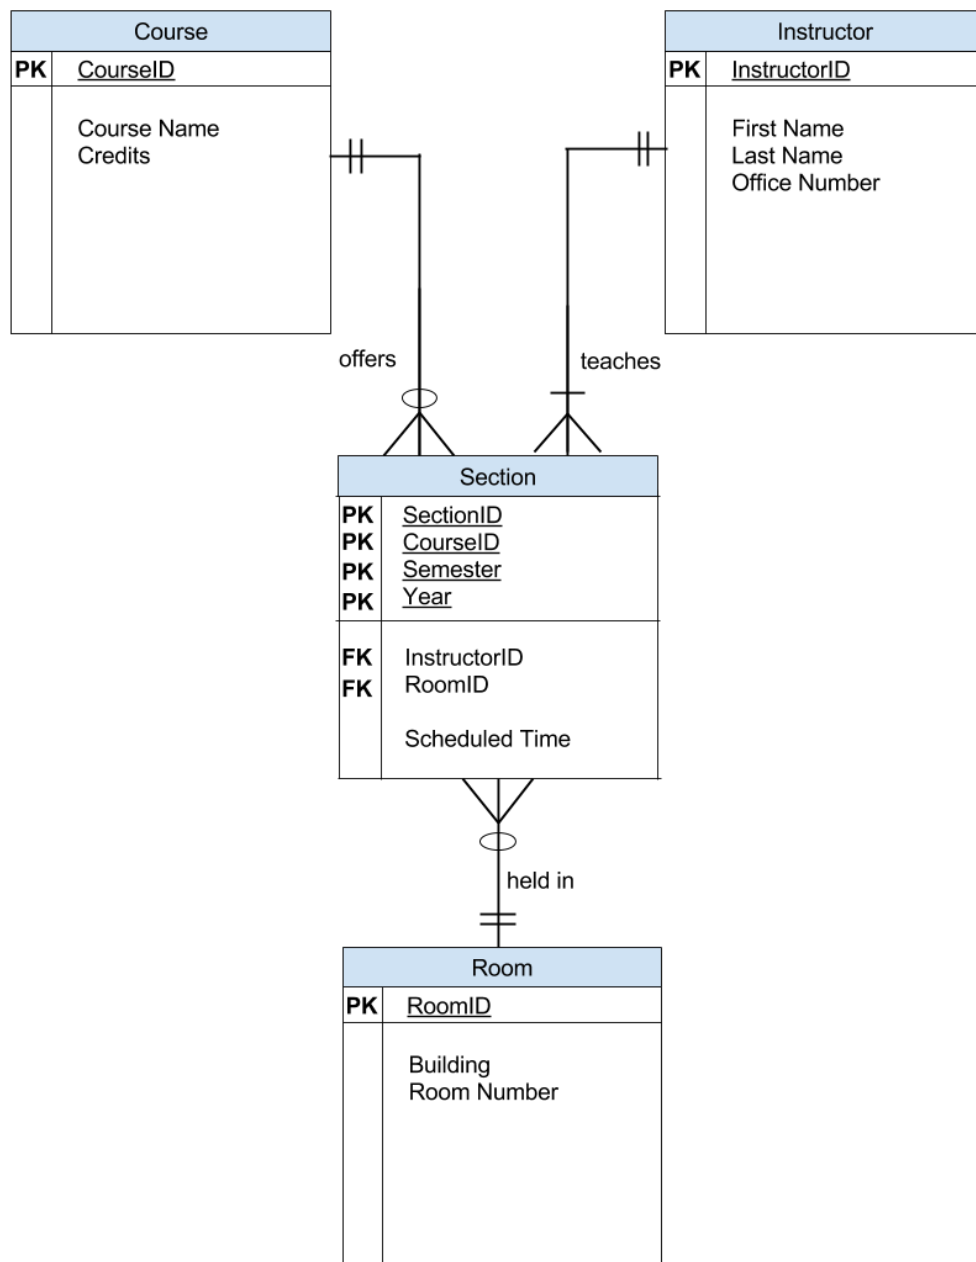 Course
PK CourseID
Course Name
Credits
Instructor
PK InstructorID
First Name
Last Name
Office Number
offers
teaches
Section
PK SectionID
PK CourseID
PK Semester
PK Year
FK InstructorID
FK RoomID
Scheduled Time
held in
Room
PK RoomID
Building
Room Number